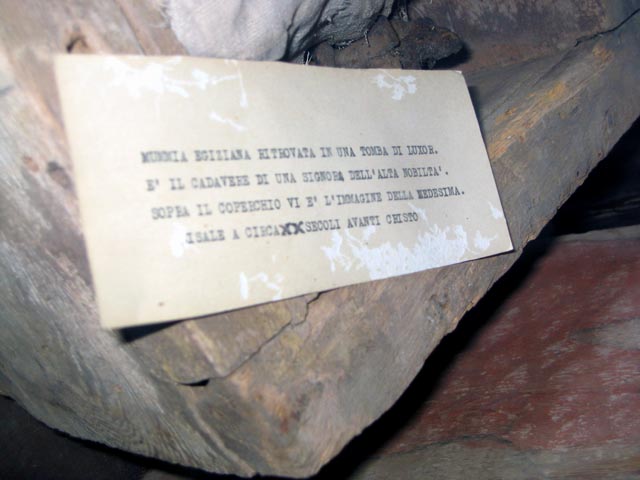 MUMMIA EGIZIANA RITROVATA IN UNA TOMBA DI LUXOR.
E' IL CADAVERE DI UNA SIGNORA DELL'ALTA NOBILTA'.
SOPRA IL COPERCHIO VI E' L'IMMAGINE DELLA MEDESIMA.
ISALE A CIRCA XX SECOLI AVANTI CRISTO